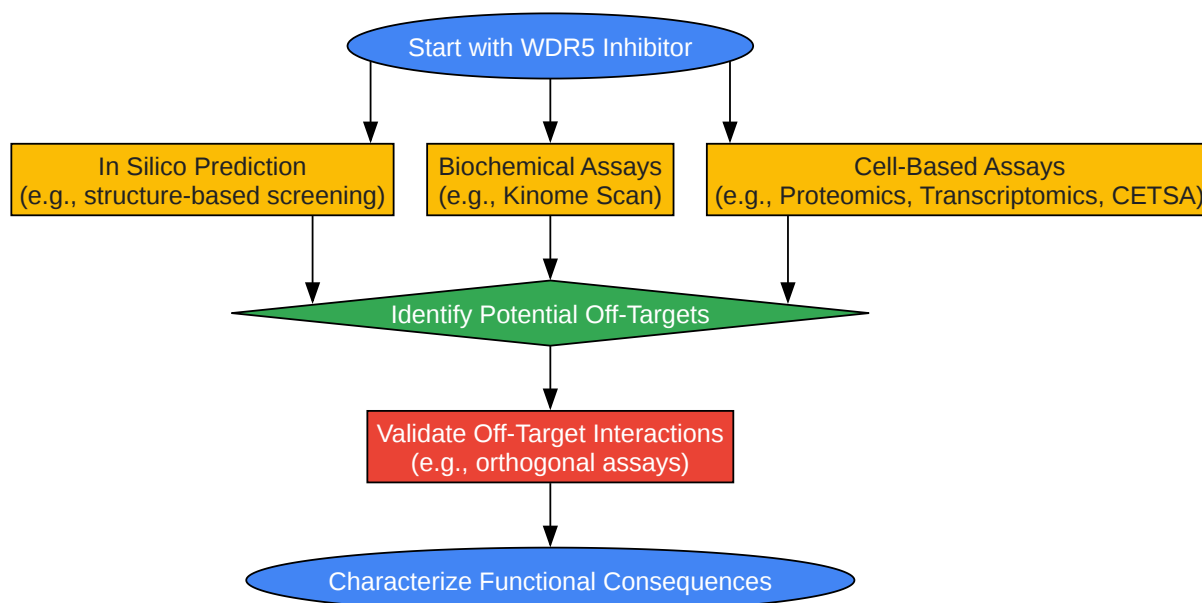 Start with WDR5 Inhibitor
In Silico Prediction
(e.g., structure-based screening)
Biochemical Assays
(e.g., Kinome Scan)
Cell-Based Assays
(e.g., Proteomics, Transcriptomics, CETSA)
Identify Potential Off-Targets
Validate Off-Target Interactions
(e.g., orthogonal assays)
Characterize Functional Consequences